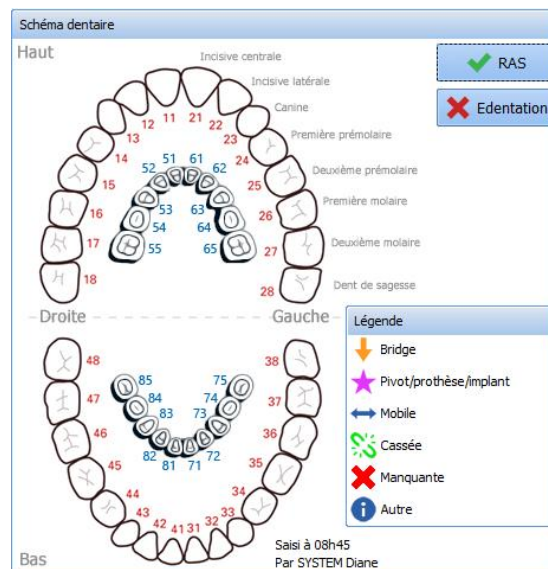 Schéma dentaire
Haut
RAS
Edentation
Incisive centrale
Incisive latérale
Canine
Première prémolaire
Deuxième prémolaire
Première molaire
Deuxième molaire
Dent de sagesse
11 21
12 22
13 23
14 24
15 25
16 26
17 27
18 28
51 61
52 62
53 63
54 64
55 65
Droite Gauche
48 38
47 37
46 36
45 35
44 34
43 33
42 41 31 32
85 75
84 74
83 73
82 81 71 72
Bas
Légende
Bridge
Pivot/prothèse/implant
Mobile
Cassée
Manquante
Autre
Saisi à 08h45
Par SYSTEM Diane